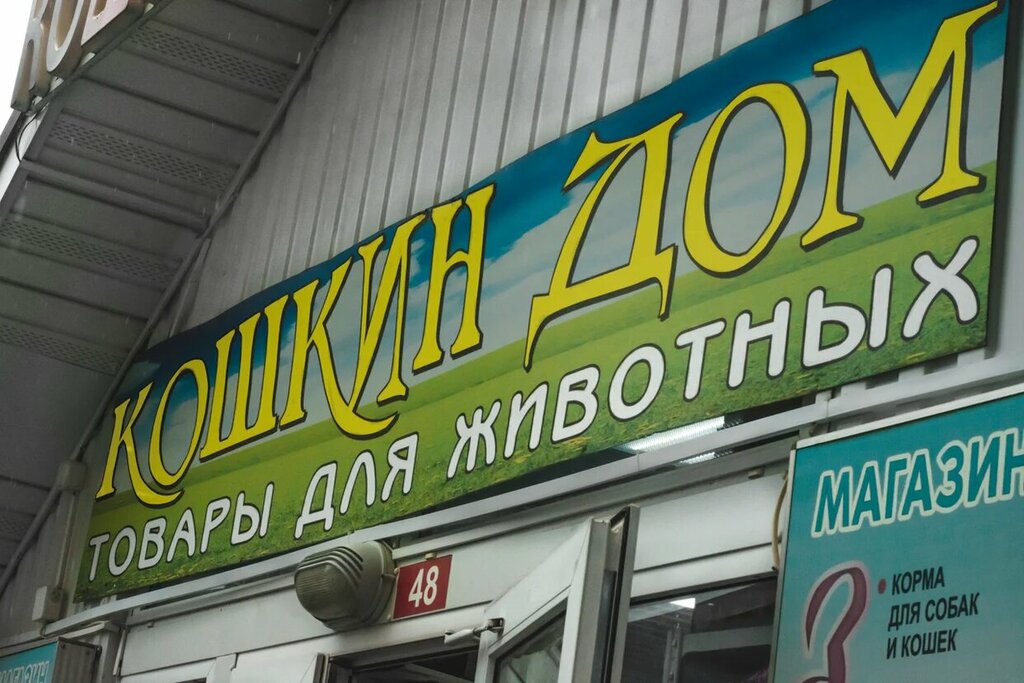 КОШКИН ДОМ
ТОВАРЫ ДЛЯ ЖИВОТНЫХ
48
МАГАЗИН
• КОРМА
ДЛЯ СОБАК
И КОШЕК